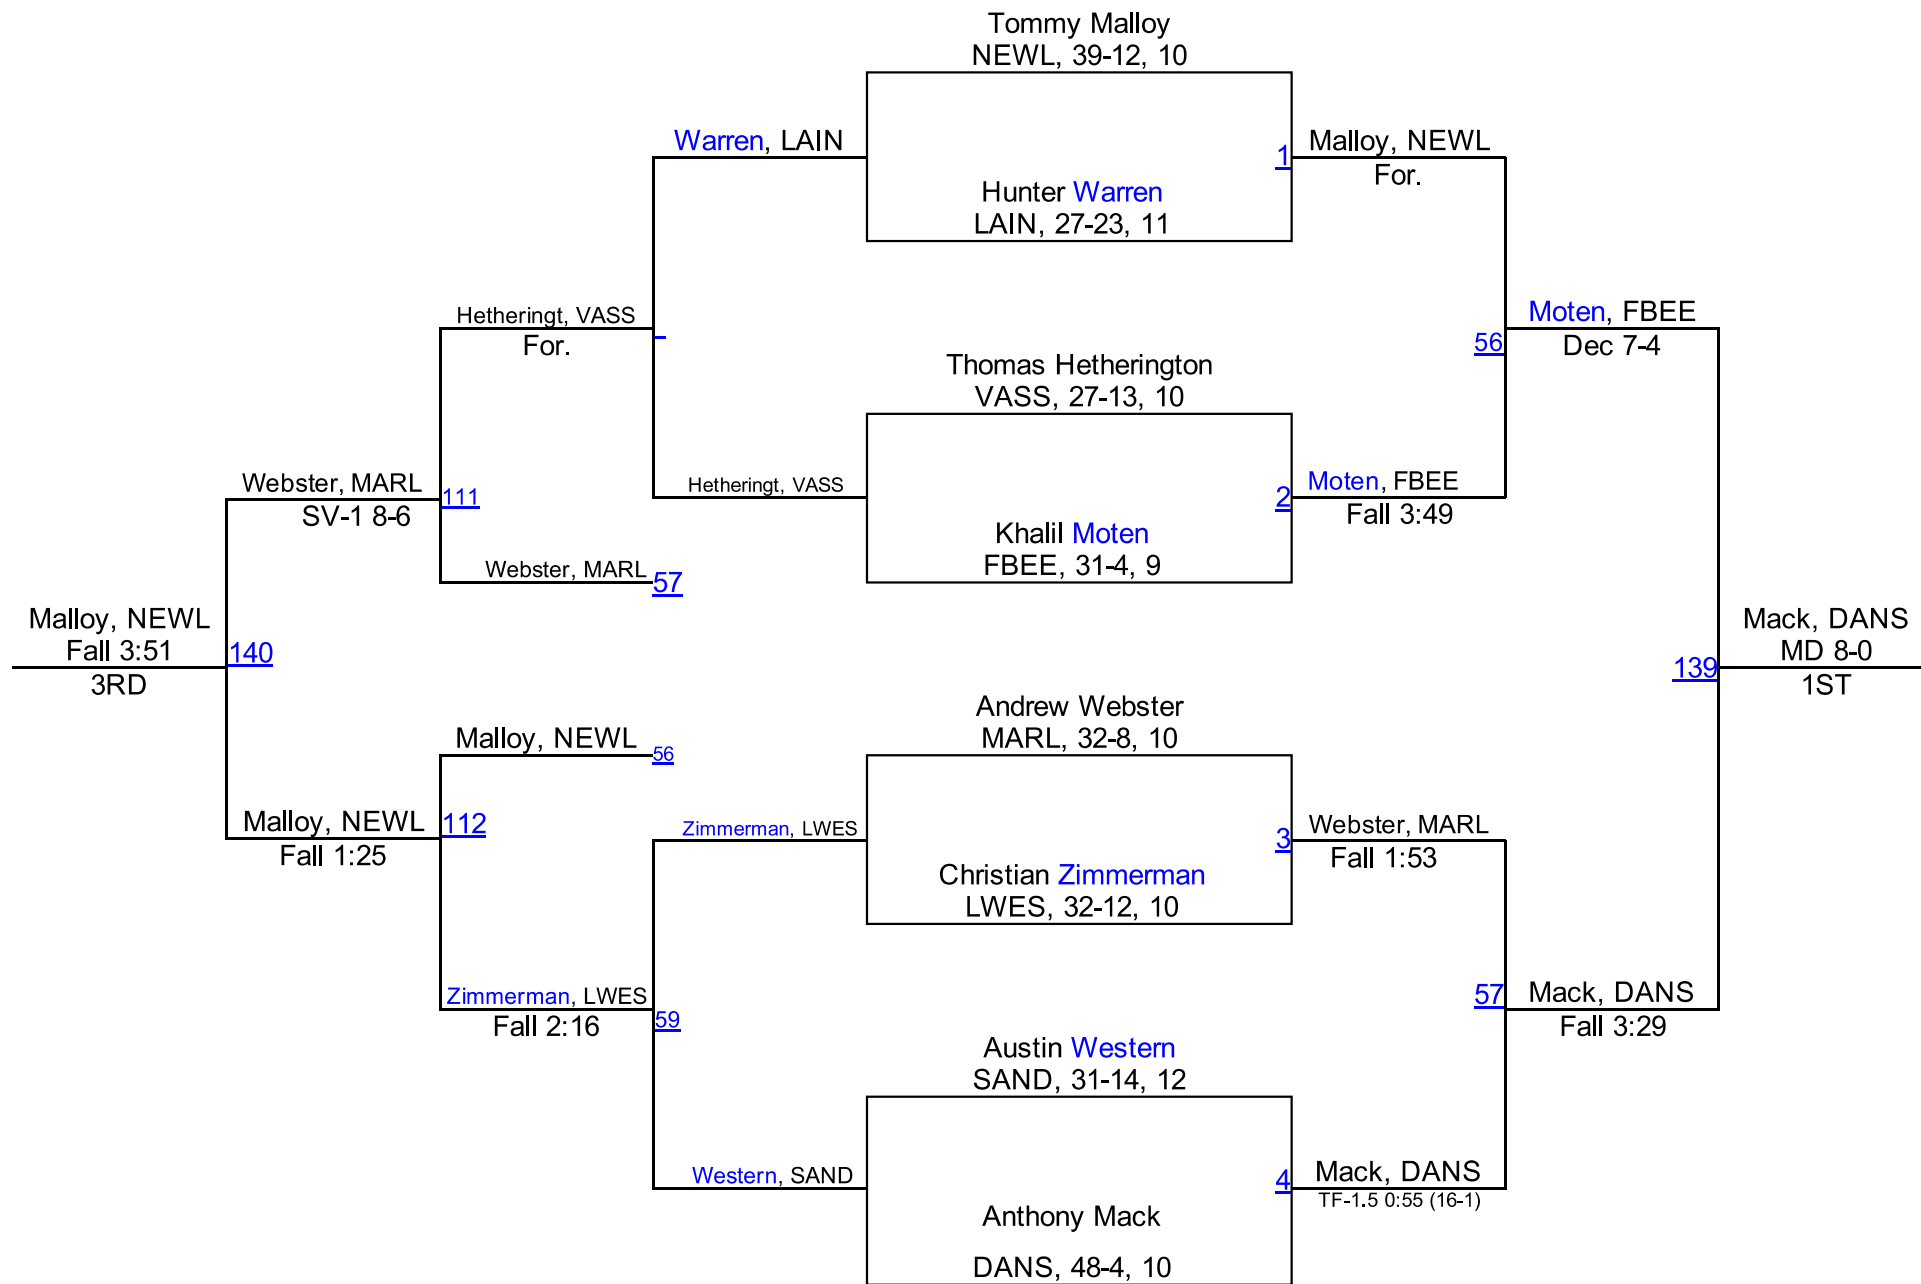 Tommy Malloy
NEWL, 39-12, 10
Warren, LAIN
1
Malloy, NEWL
For.
Hunter Warren
LAIN, 27-23, 11
Hetheringt, VASS
For.
Moten, FBEE
56
Dec 7-4
Thomas Hetherington
VASS, 27-13, 10
Webster, MARL
111
SV-1 8-6
Hetheringt, VASS
2
Moten, FBEE
Fall 3:49
Khalil Moten
FBEE, 31-4, 9
Webster, MARL
57
Malloy, NEWL
Fall 3:51
140
3RD
Mack, DANS
139
MD 8-0
1ST
Andrew Webster
MARL, 32-8, 10
Malloy, NEWL
56
Malloy, NEWL
112
Fall 1:25
Zimmerman, LWES
3
Webster, MARL
Fall 1:53
Christian Zimmerman
LWES, 32-12, 10
Zimmerman, LWES
59
Fall 2:16
57
Mack, DANS
Fall 3:29
Austin Western
SAND, 31-14, 12
Western, SAND
4
Mack, DANS
TF-1.5 0:55 (16-1)
Anthony Mack
DANS, 48-4, 10